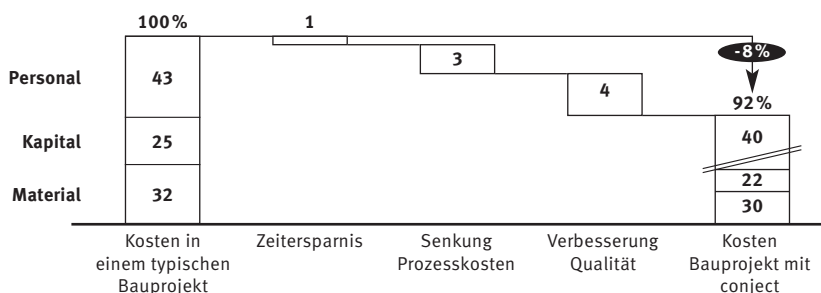 100%
1
-8%
3
Personal
43
4
92%
Kapital
25
40
22
Material
32
30
Kosten in
einem typischen
Bauprojekt
Zeitersparnis
Senkung
Prozesskosten
Verbesserung
Qualität
Kosten
Bauprojekt mit
conject